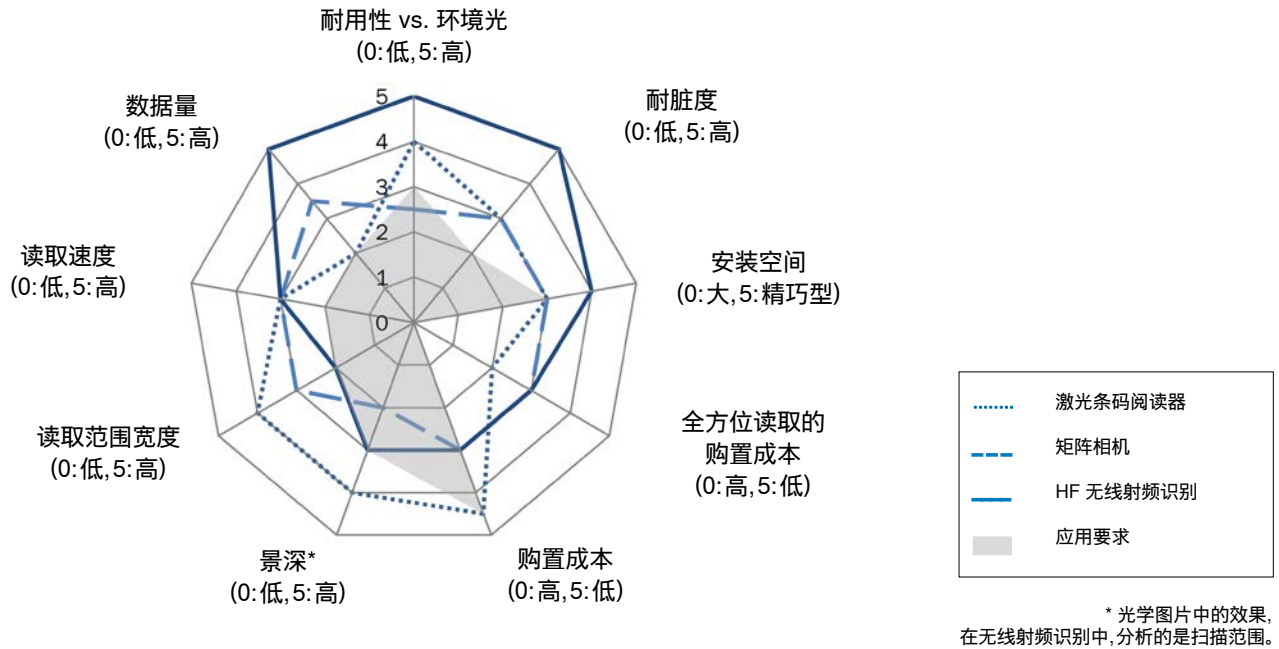 耐用性 vs. 环境光
(0:低,5:高)
数据量
(0:低,5:高)
耐脏度
(0:低,5:高)
5
4
3
2
1
0
读取速度
(0:低,5:高)
安装空间
(0:大,5:精巧型)
读取范围宽度
(0:低,5:高)
全方位读取的
购置成本
(0:高,5:低)
景深*
(0:低,5:高)
购置成本
(0:高,5:低)
激光条码阅读器
矩阵相机
HF 无线射频识别
应用要求
* 光学图片中的效果,
在无线射频识别中,分析的是扫描范围。